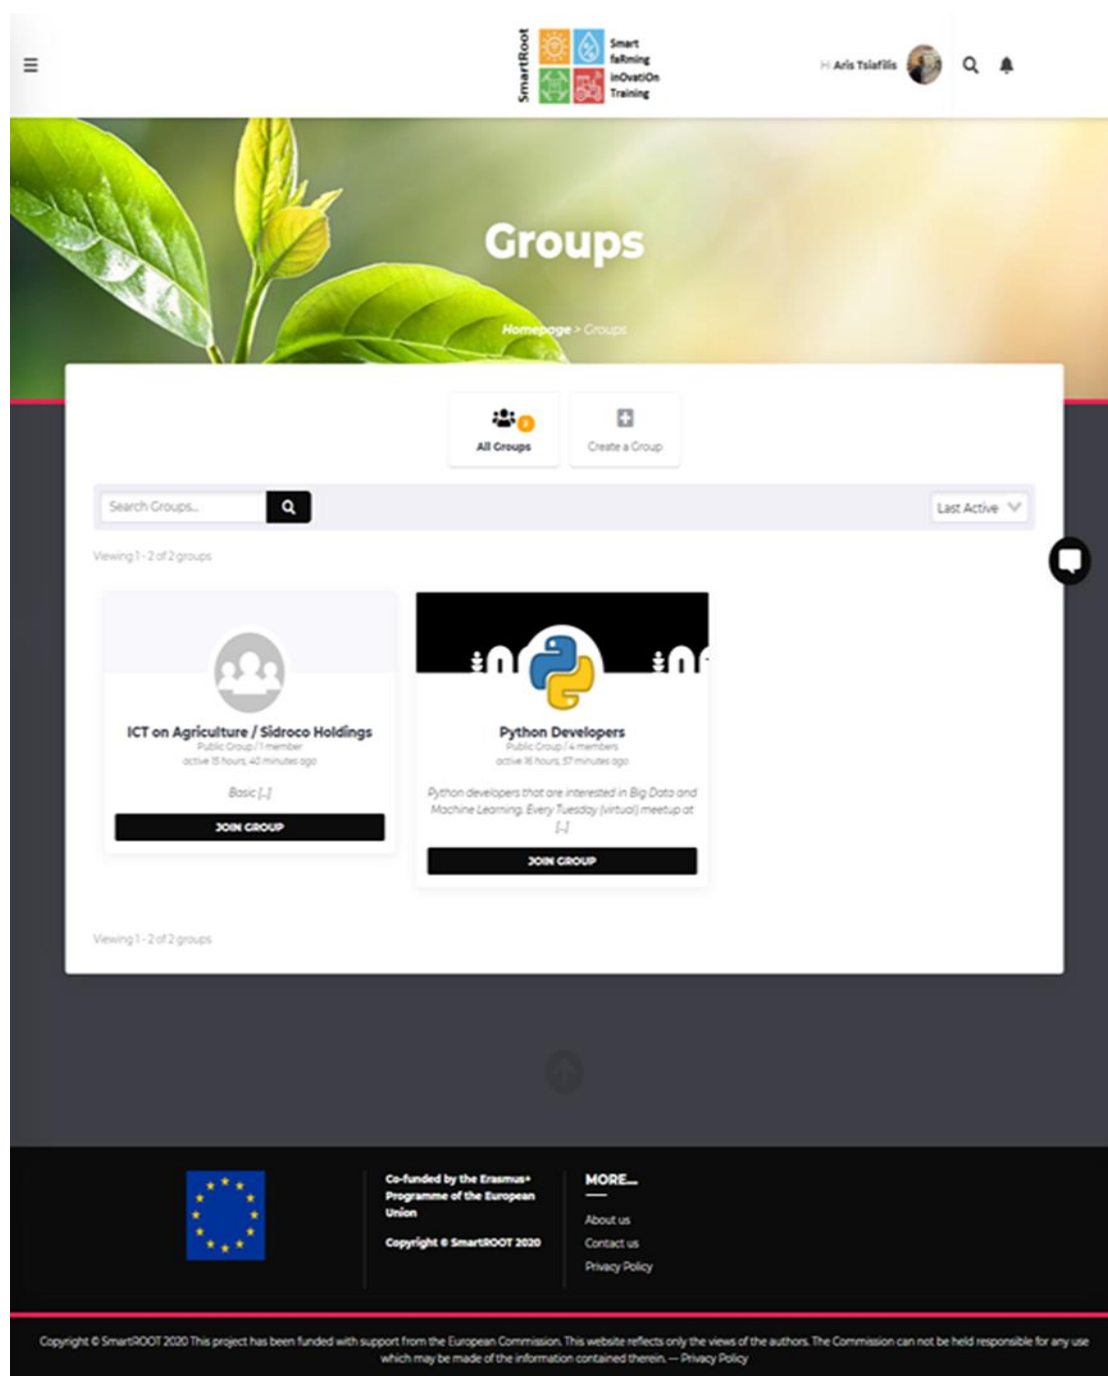 SmartRoot
Smart
faRming
inOvatiOn
Training
Hi Aris Tsiafilis
Groups
Homepage > Groups
2
All Groups
Create a Group
Search Groups...
Last Active
Viewing 1 - 2 of 2 groups
ICT on Agriculture / Sidroco Holdings
Public Group / 1 member
active 15 hours, 40 minutes ago
Basic [...]
JOIN GROUP
Python Developers
Public Group / 4 members
active 16 hours, 57 minutes ago
Python developers that are interested in Big Data and
Machine Learning. Every Tuesday (virtual) meetup at
[...]
JOIN GROUP
Viewing 1 - 2 of 2 groups
Co-funded by the Erasmus+
Programme of the European
Union
Copyright © SmartROOT 2020
MORE...
About us
Contact us
Privacy Policy
Copyright © SmartROOT 2020 This project has been funded with support from the European Commission. This website reflects only the views of the authors. The Commission can not be held responsible for any use
which may be made of the information contained therein. — Privacy Policy